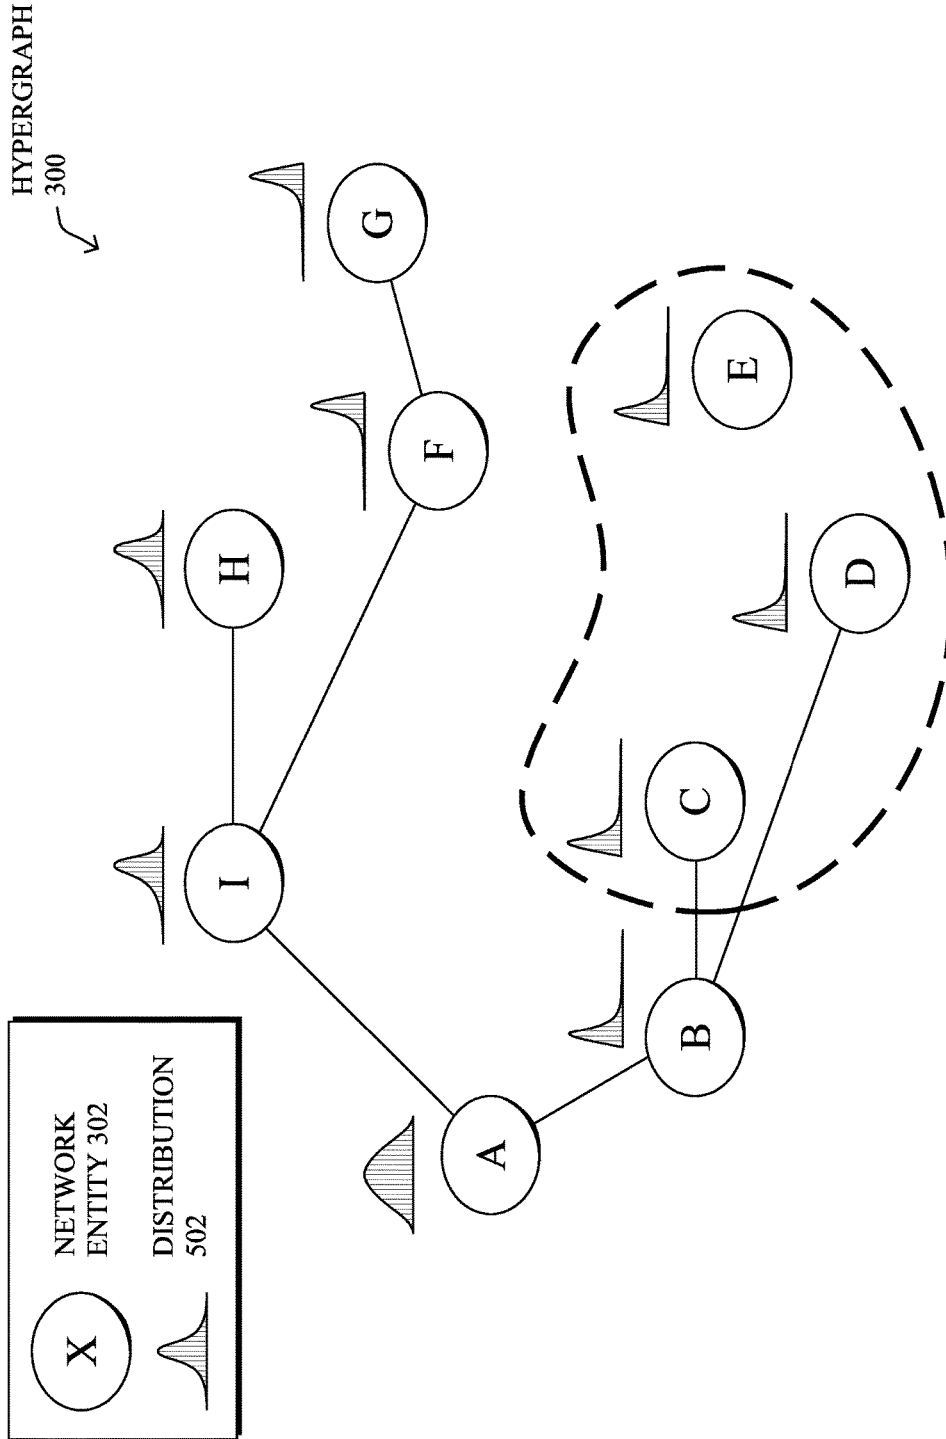 HYPERGRAPH
300
NETWORK
ENTITY 302
X
DISTRIBUTION
502
I
H
A
F
G
B
C
E
D